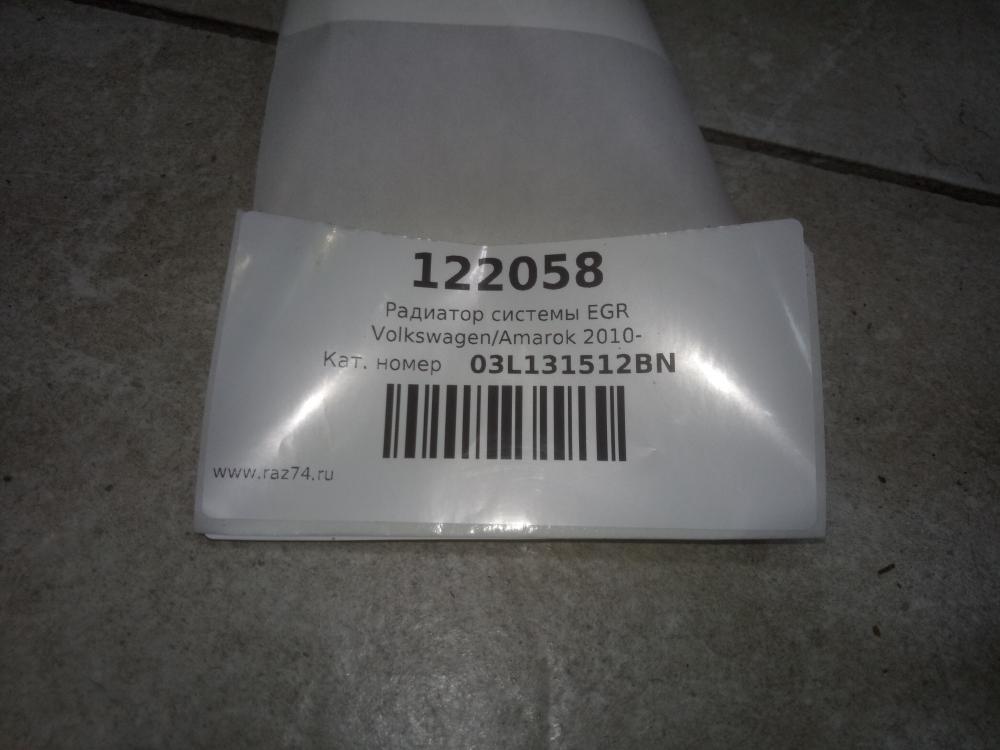 122058
Радиатор системы EGR
Volkswagen/Amarok 2010-
Кат. номер 03L131512BN
www.raz74.ru